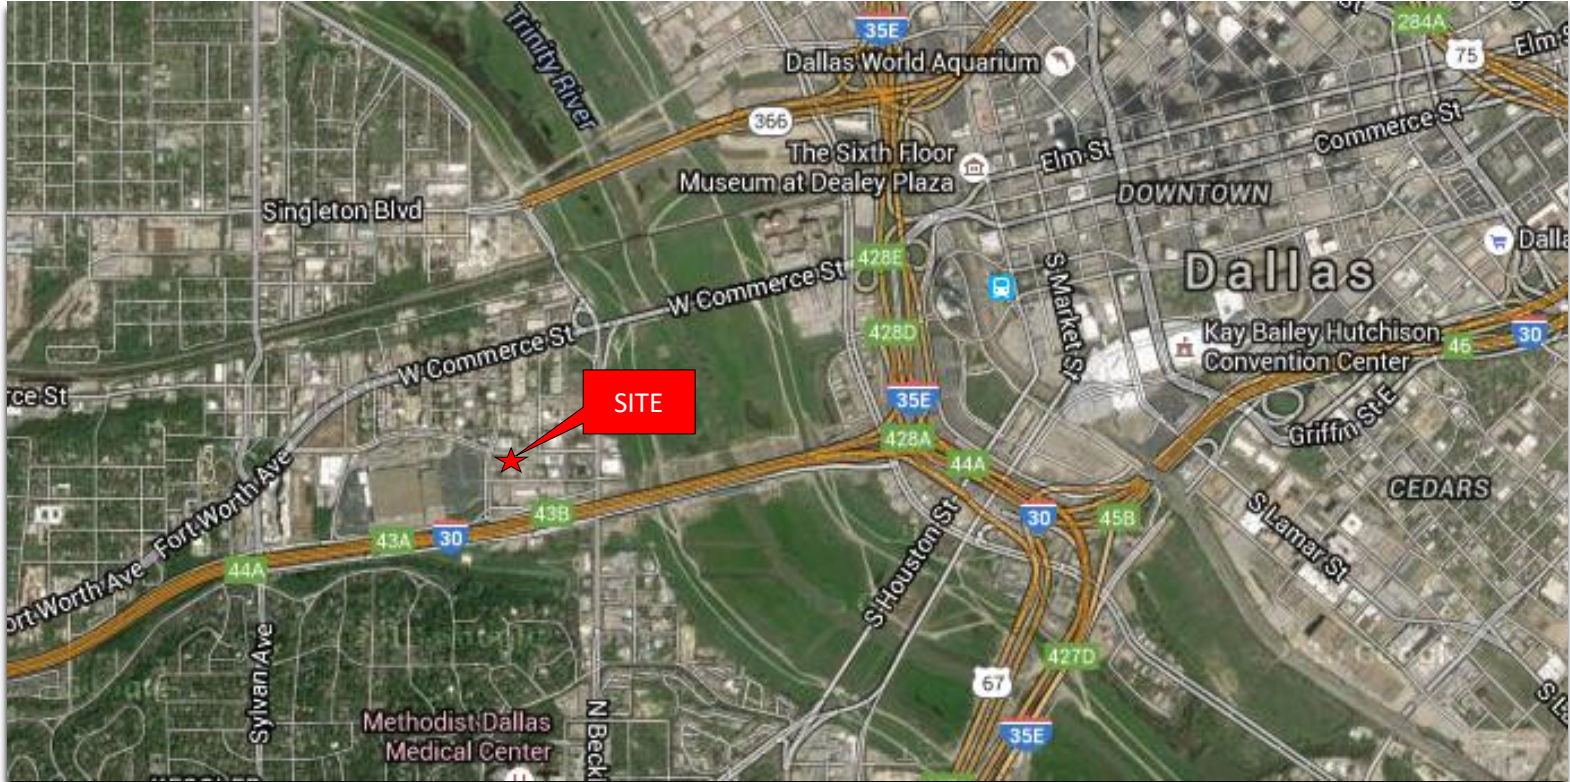 35E
284A
Trinity River
Dallas World Aquarium
75
Elm S
366
Commerce St
The Sixth Floor
Museum at Dealey Plaza
Elm St
DOWNTOWN
Singleton Blvd
428E
Dalla
W Commerce St
S Market St
Dallas
428D
Kay Bailey Hutchison
Convention Center
46
30
W Commerce St
rce St
SITE
35E
428A
Griffin St E
44A
CEDARS
Fort Worth Ave
43B
43A
30
30
45B
S Lamar St
44A
ort Worth Ave
S Houston St
Sylvan Ave
427D
67
N Beck
S La
Methodist Dallas
Medical Center
35E